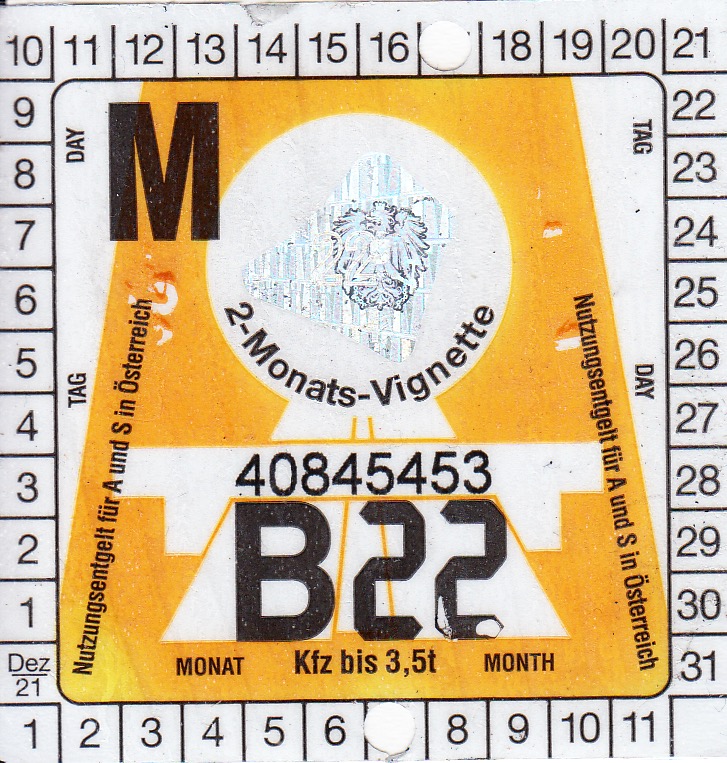 10 11 12 13 14 15 16 18 19 20 21
9 22
8 23
7 24
6 25
5 26
4 27
3 28
2 29
1 30
Dez
21
31
1 2 3 4 5 6 8 9 10 11
DAY
TAG
M
2-Monats-Vignette
Nutzungsentgelt für A und S in Österreich
Nutzungsentgelt für A und S in Österreich
TAG
DAY
40845453
B22
MONAT Kfz bis 3,5t MONTH